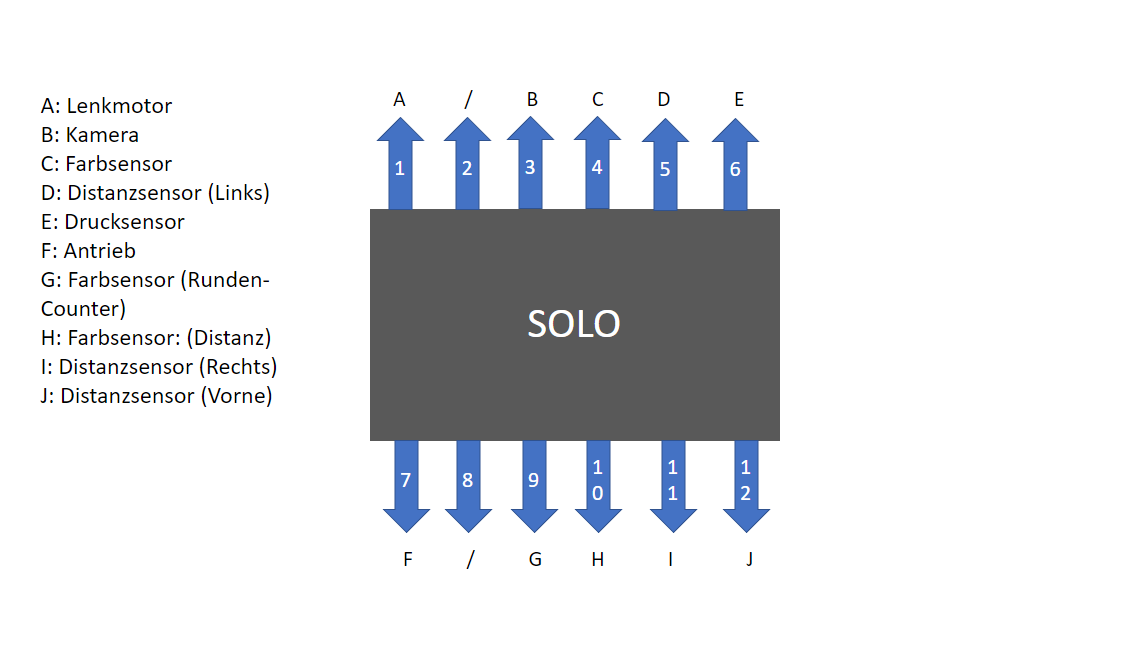 A: Lenkmotor
B: Kamera
C: Farbsensor
D: Distanzsensor (Links)
E: Drucksensor
F: Antrieb
G: Farbsensor (Runden-
Counter)
H: Farbsensor: (Distanz)
I: Distanzsensor (Rechts)
J: Distanzsensor (Vorne)
A / B C D E
1 2 3 4 5 6
SOLO
7 8 9 10 11 12
F / G H I J